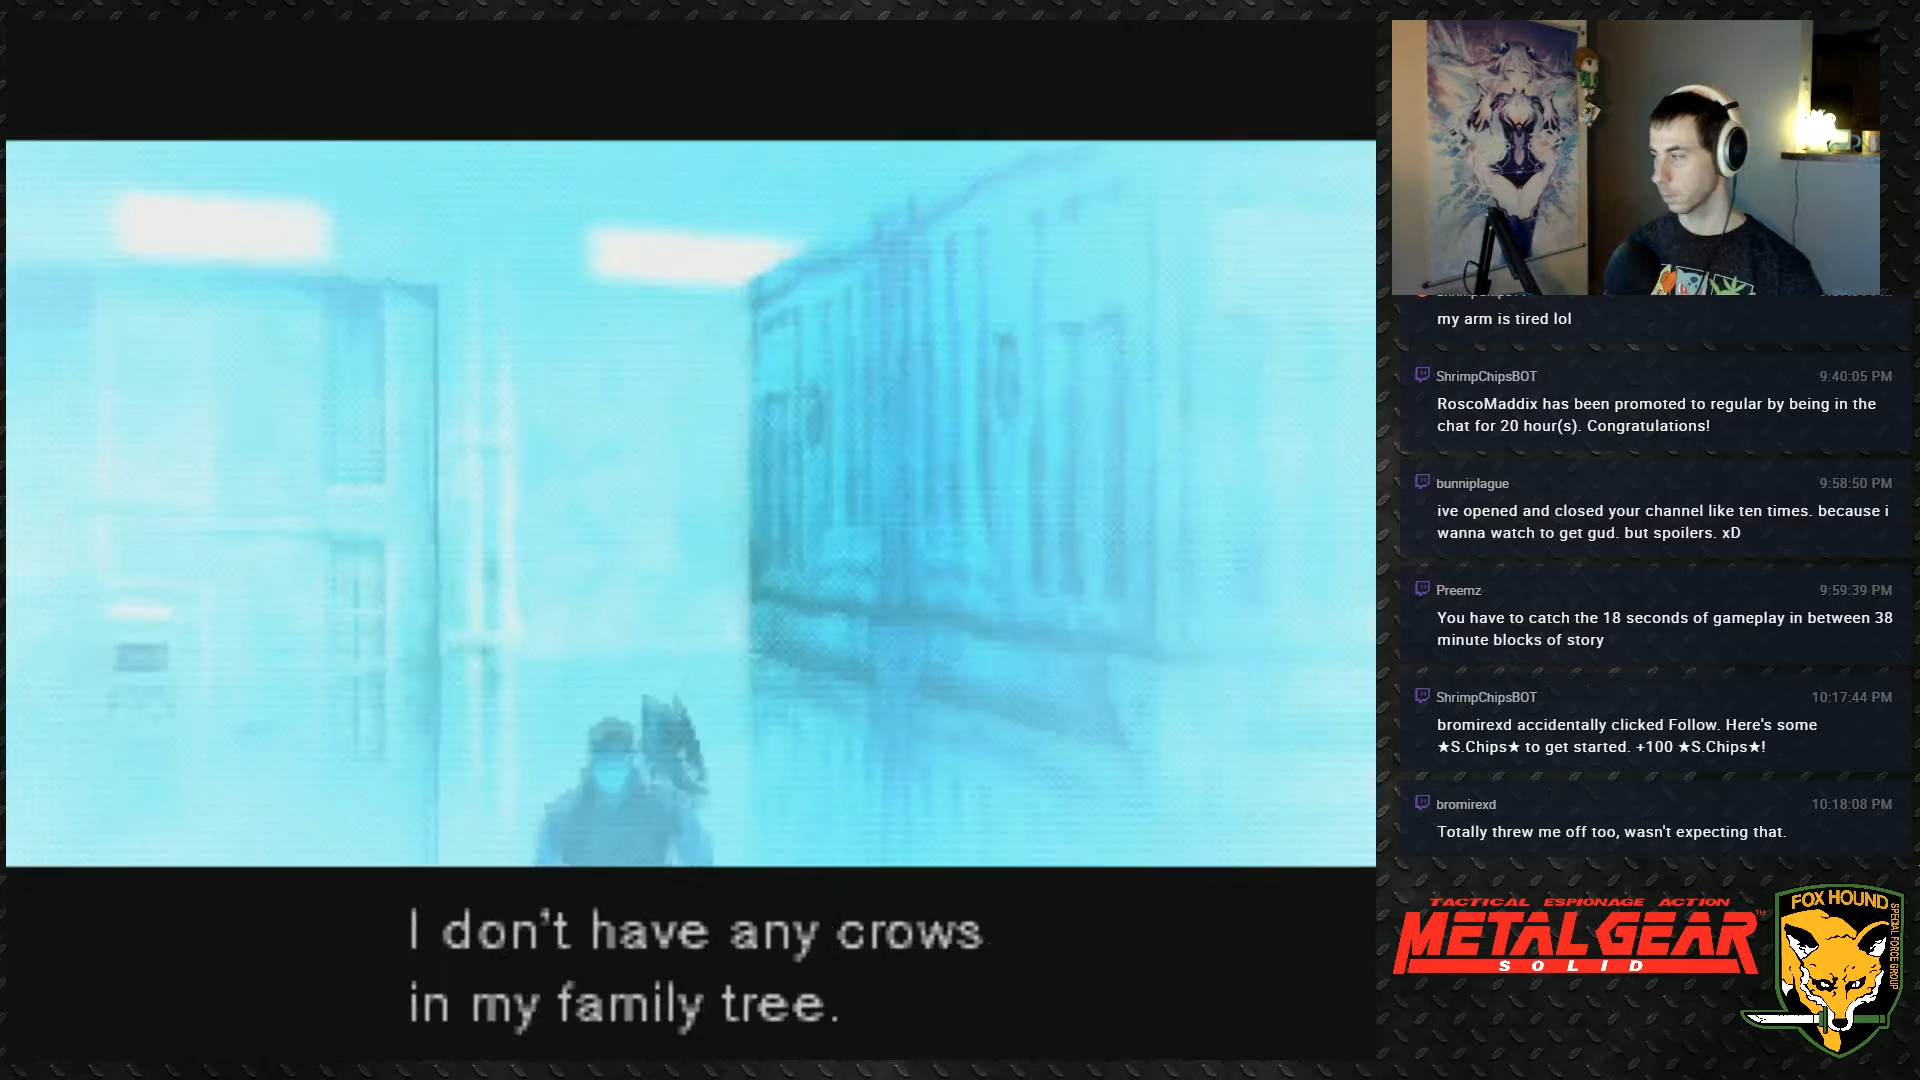 my arm is tired lol
ShrimpChipsBOT 9:40:05 PM
RoscoMaddix has been promoted to regular by being in the
chat for 20 hour(s). Congratulations!
bunniplague 9:58:50 PM
ive opened and closed your channel like ten times. because i
wanna watch to get gud. but spoilers. xD
Preemz 9:59:39 PM
You have to catch the 18 seconds of gameplay in between 38
minute blocks of story
ShrimpChipsBOT 10:17:44 PM
bromirexd accidentally clicked Follow. Here's some
★S.Chips★ to get started. +100 ★S.Chips★!
bromirexd 10:18:08 PM
Totally threw me off too, wasn't expecting that.
I don't have any crows
in my family tree.
TACTICAL ESPIONAGE ACTION
METAL GEAR™
SOLID
FOX HOUND
SPECIAL FORCE GROUP